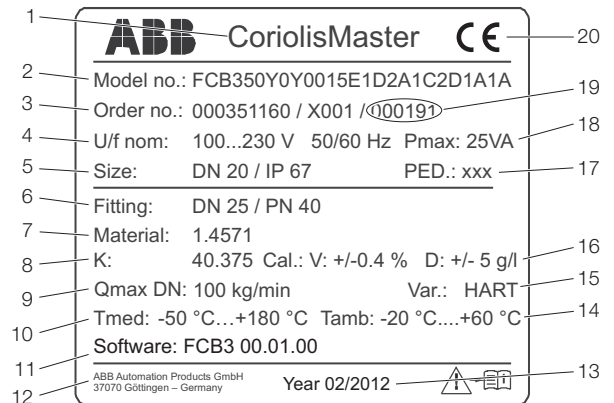 1 ABB CoriolisMaster CE 20
2 Model no.: FCB350Y0Y0015E1D2A1C2D1A1A
3 Order no.: 000351160 / X001 / 000191 19
4 U/f nom: 100...230 V 50/60 Hz Pmax: 25VA 18
5 Size: DN 20 / IP 67 PED.: xxx 17
6 Fitting: DN 25 / PN 40
7 Material: 1.4571
8 K: 40.375 Cal.: V: +/-0.4 % D: +/- 5 g/l 16
9 Qmax DN: 100 kg/min Var.: HART 15
10 Tmed: -50 °C...+180 °C Tamb: -20 °C....+60 °C 14
11 Software: FCB3 00.01.00
12 ABB Automation Products GmbH
37070 Göttingen – Germany Year 02/2012 13